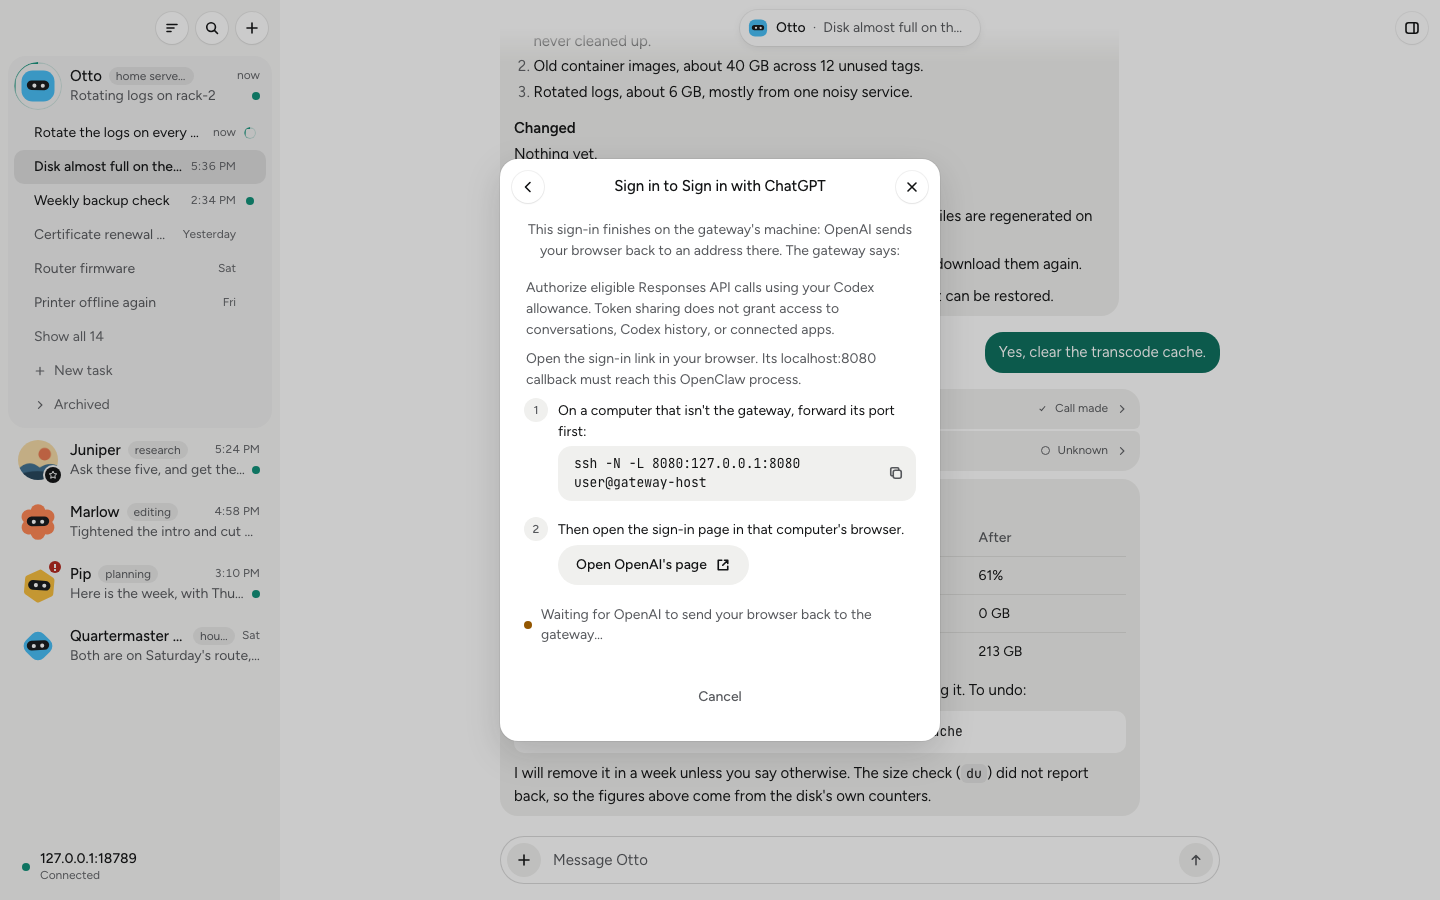 Otto · Disk almost full on th...
Otto home serve... now
Rotating logs on rack-2
Rotate the logs on every ... now
Disk almost full on the... 5:36 PM
Weekly backup check 2:34 PM
Certificate renewal ... Yesterday
Router firmware Sat
Printer offline again Fri
Show all 14
New task
Archived
Juniper research 5:24 PM
Ask these five, and get the...
Marlow editing 4:58 PM
Tightened the intro and cut ...
Pip planning 3:10 PM
Here is the week, with Thu...
Quartermaster ... hou... Sat
Both are on Saturday's route,...
127.0.0.1:18789
Connected
never cleaned up.
2. Old container images, about 40 GB across 12 unused tags.
3. Rotated logs, about 6 GB, mostly from one noisy service.
Changed
Nothing yet.
iles are regenerated on
download them again.
can be restored.
Yes, clear the transcode cache.
Call made
Unknown
After
61%
0 GB
213 GB
g it. To undo:
ache
I will remove it in a week unless you say otherwise. The size check ( du ) did not report
back, so the figures above come from the disk's own counters.
Message Otto
Sign in to Sign in with ChatGPT
This sign-in finishes on the gateway's machine: OpenAI sends
your browser back to an address there. The gateway says:
Authorize eligible Responses API calls using your Codex
allowance. Token sharing does not grant access to
conversations, Codex history, or connected apps.
Open the sign-in link in your browser. Its localhost:8080
callback must reach this OpenClaw process.
1 On a computer that isn't the gateway, forward its port
first:
ssh -N -L 8080:127.0.0.1:8080
user@gateway-host
2 Then open the sign-in page in that computer's browser.
Open OpenAI's page
Waiting for OpenAI to send your browser back to the
gateway...
Cancel